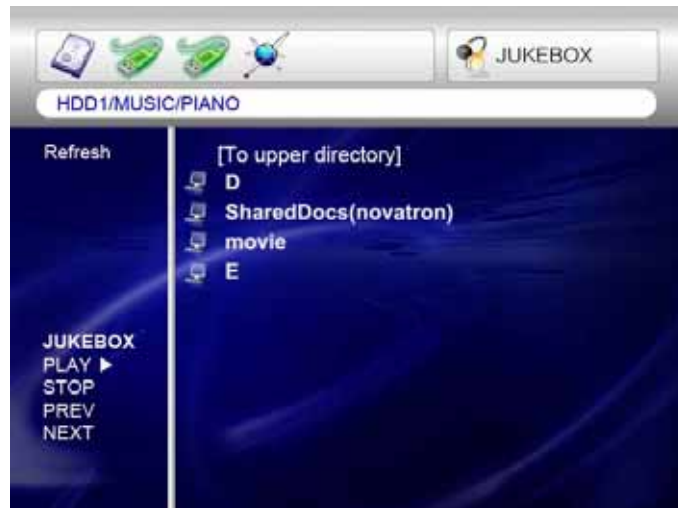 JUKEBOX
HDD1/MUSIC/PIANO
Refresh
[To upper directory]
D
SharedDocs(novatron)
movie
E
JUKEBOX
PLAY ▶
STOP
PREV
NEXT